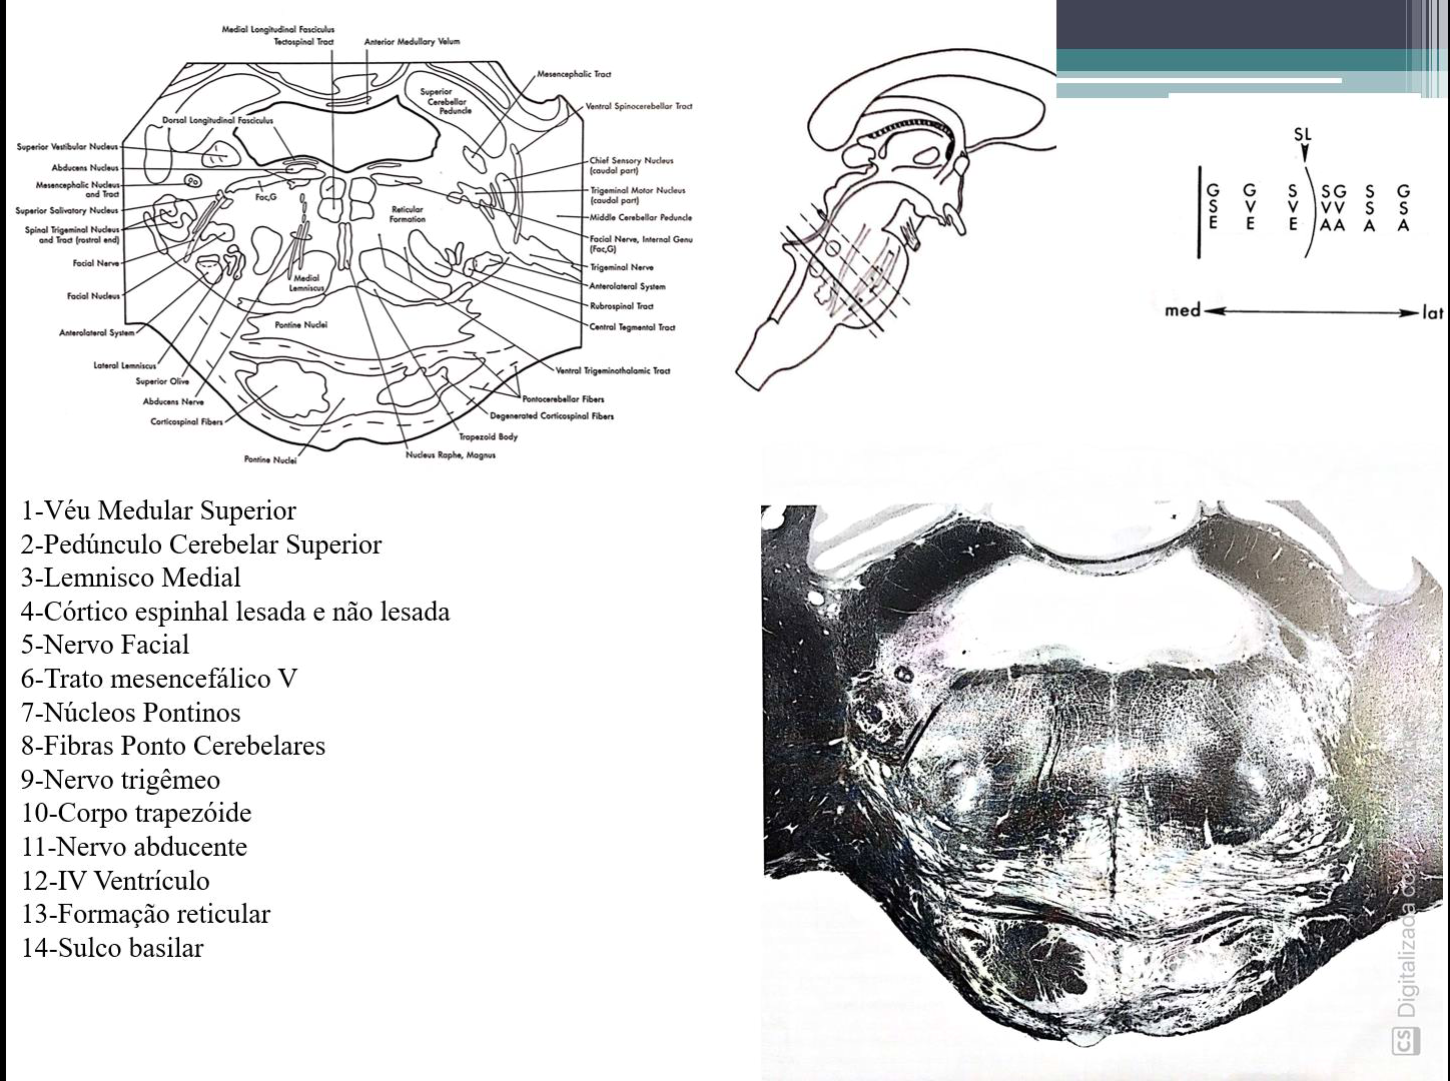 Medial Longitudinal Fasciculus
Tectospinal Tract
Anterior Medullary Velum
Mesencephalic Tract
Superior
Cerebellar
Peduncle
Ventral Spinocerebellar Tract
Dorsal Longitudinal Fasciculus
Superior Vestibular Nucleus
Abducens Nucleus
Mesencephalic Nucleus
and Tract
Superior Salivatory Nucleus
Spinal Trigeminal Nucleus
and Tract (rostral end)
Facial Nerve
Facial Nucleus
Anterolateral System
Lateral Lemniscus
Superior Olive
Abducens Nerve
Corticospinal Fibers
Pontine Nuclei
Fac,G
Reticular
Formation
Medial
Lemniscus
Pontine Nuclei
Chief Sensory Nucleus
(caudal part)
Trigeminal Motor Nucleus
(caudal part)
Middle Cerebellar Peduncle
Facial Nerve, Internal Genu
(Fac,G)
Trigeminal Nerve
Anterolateral System
Rubrospinal Tract
Central Tegmental Tract
Ventral Trigeminothalamic Tract
Pontocerebellar Fibers
Degenerated Corticospinal Fibers
Trapezoid Body
Nucleus Raphe, Magnus
SL
G G S SG S G
S V V VV S S
E E E AA A A
med lat
1-Véu Medular Superior
2-Pedúnculo Cerebelar Superior
3-Lemnisco Medial
4-Córtico espinhal lesada e não lesada
5-Nervo Facial
6-Trato mesencefálico V
7-Núcleos Pontinos
8-Fibras Ponto Cerebelares
9-Nervo trigêmeo
10-Corpo trapezóide
11-Nervo abducente
12-IV Ventrículo
13-Formação reticular
14-Sulco basilar
CS Digitalizada com